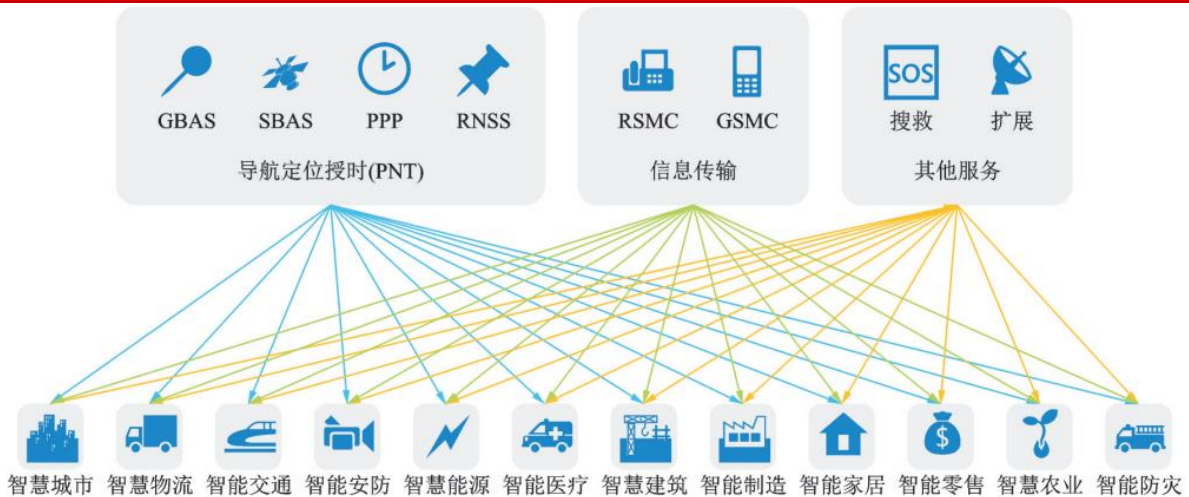 GBAS SBAS PPP RNSS
导航定位授时(PNT)
RSMC GSMC
信息传输
SOS
搜救 扩展
其他服务
$
智慧城市 智慧物流 智能交通 智能安防 智慧能源 智能医疗 智慧建筑 智能制造 智能家居 智能零售 智慧农业 智能防灾